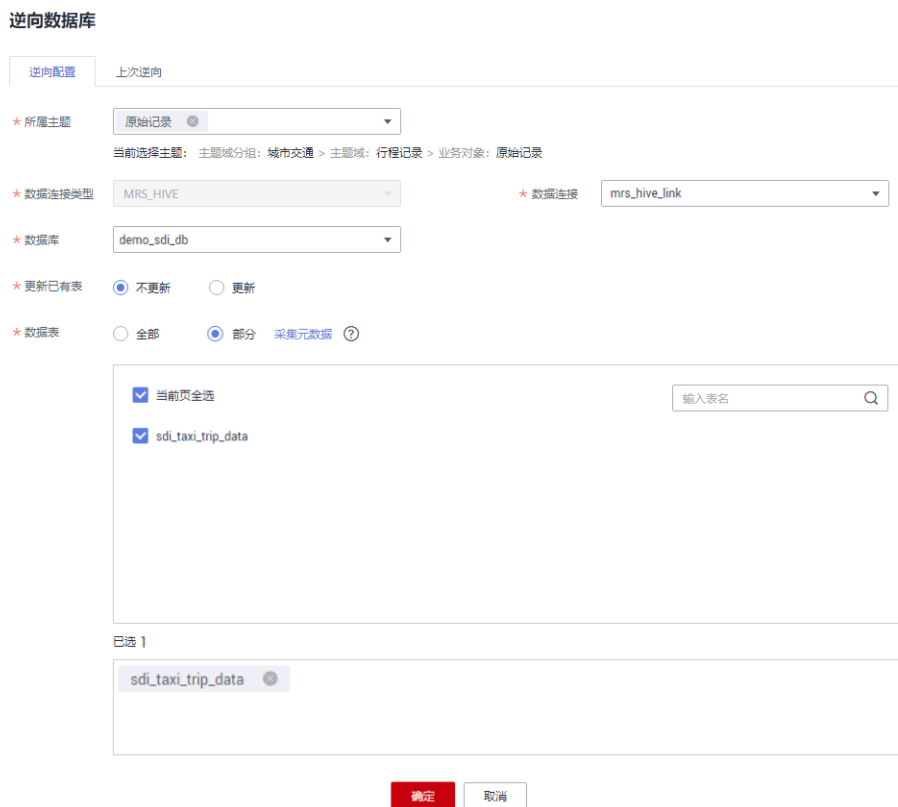 逆向数据库
逆向配置 上次逆向
* 所属主题 原始记录
当前选择主题： 主题域分组：城市交通 > 主题域：行程记录 > 业务对象：原始记录
* 数据连接类型 MRS_HIVE * 数据连接 mrs_hive_link
* 数据库 demo_sdi_db
* 更新已有表 不更新 更新
* 数据表 全部 部分 采集元数据 ?
当前页全选 输入表名
sdi_taxi_trip_data
已选 1
sdi_taxi_trip_data
确定 取消